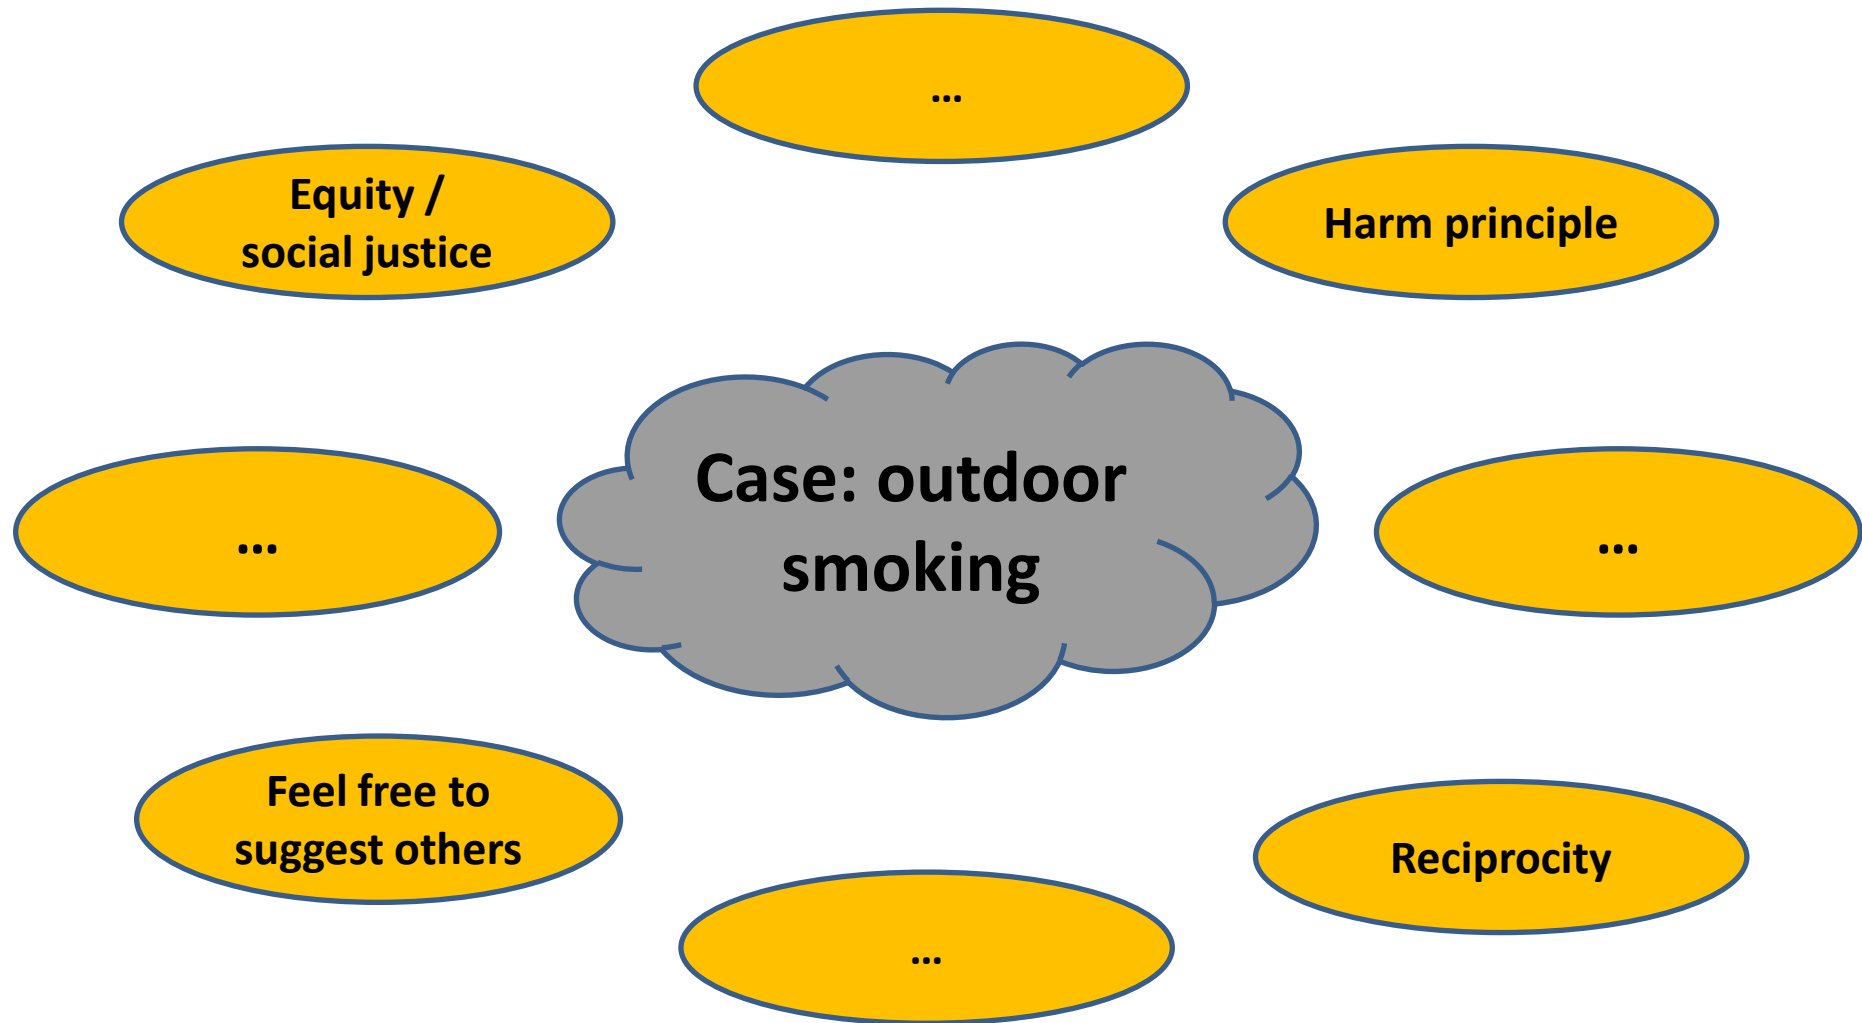 …
Equity /
social justice
Harm principle
Case: outdoor
smoking
…
…
Feel free to
suggest others
Reciprocity
…